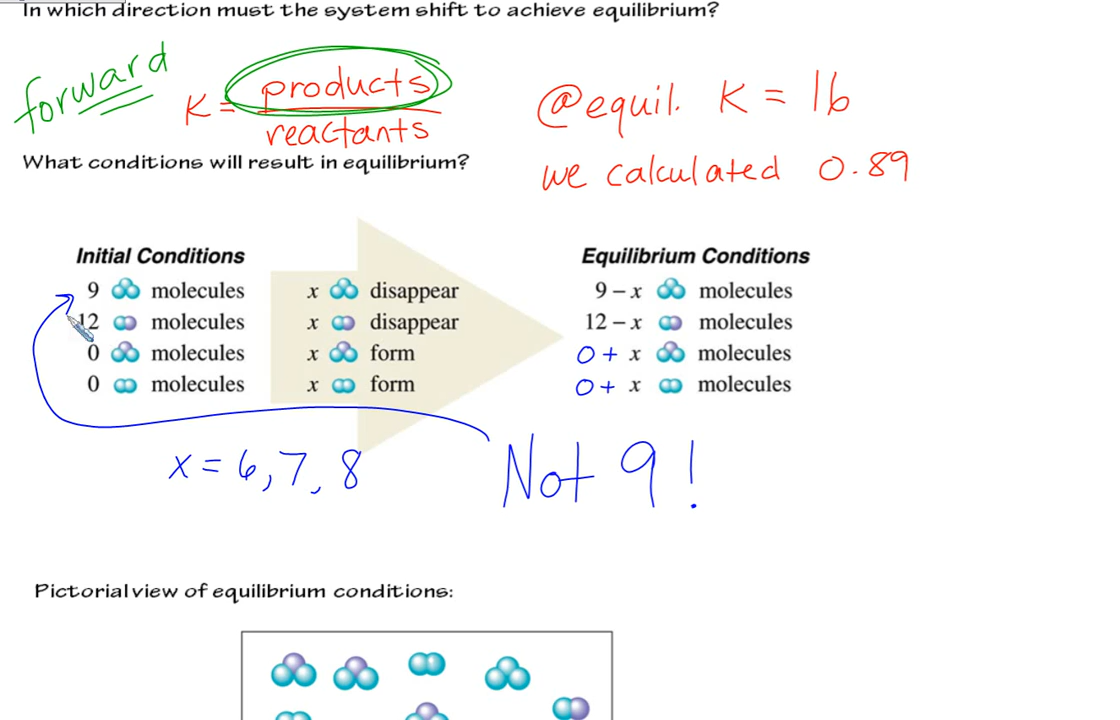 In which direction must the system shift to achieve equilibrium?
forward
K = products
reactants
@equil. K = 16
we calculated 0.89
What conditions will result in equilibrium?
Initial Conditions
Equilibrium Conditions
9 molecules x disappear 9 – x molecules
12 molecules x disappear 12 – x molecules
0 molecules x form 0 + x molecules
0 molecules x form 0 + x molecules
x = 6, 7, 8
Not 9!
Pictorial view of equilibrium conditions: